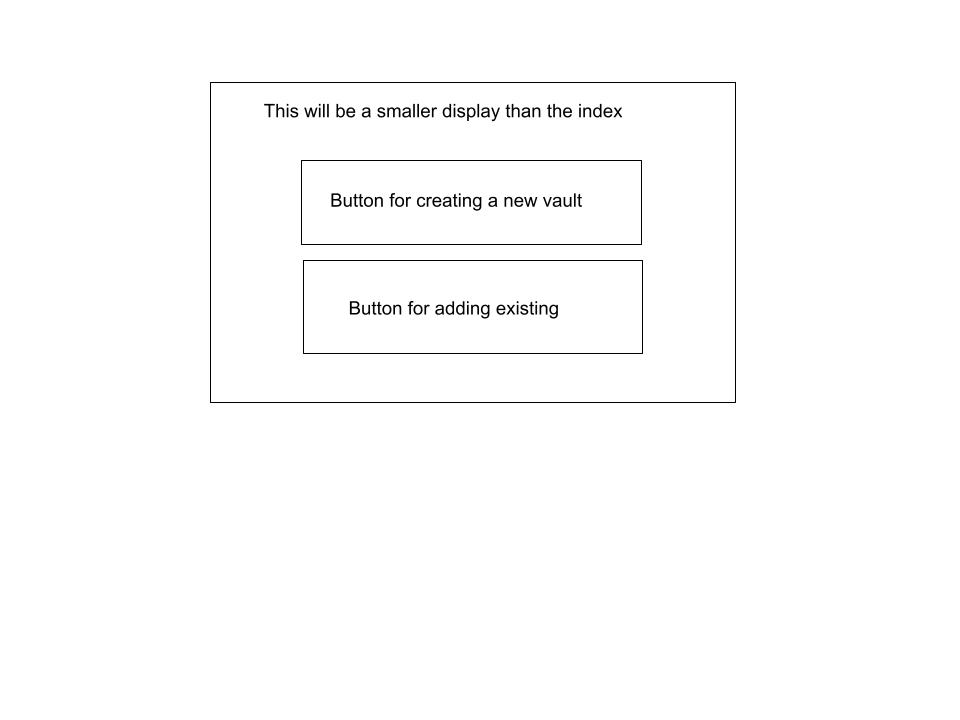 This will be a smaller display than the index
Button for creating a new vault
Button for adding existing